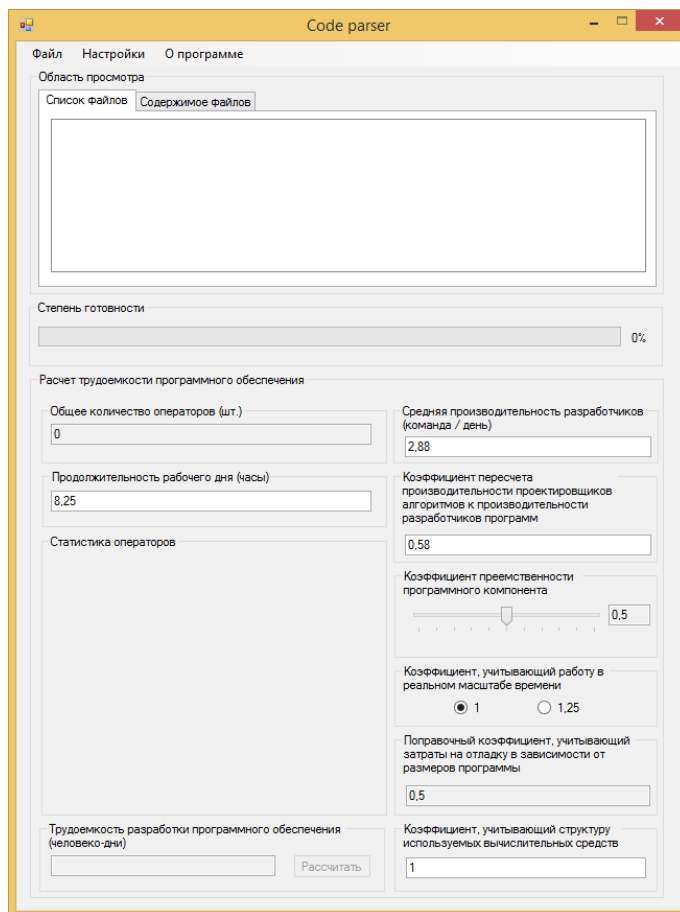 Code parser
Файл Настройки О программе
Область просмотра
Список файлов Содержимое файлов
Степень готовности
0%
Расчет трудоемкости программного обеспечения
Общее количество операторов (шт.)
0
Средняя производительность разработчиков
(команда / день)
2,88
Продолжительность рабочего дня (часы)
8,25
Коэффициент пересчета
производительности проектировщиков
алгоритмов к производительности
разработчиков программ
0,58
Статистика операторов
Коэффициент преемственности
программного компонента
0,5
Коэффициент, учитывающий работу в
реальном масштабе времени
1 1,25
Поправочный коэффициент, учитывающий
затраты на отладку в зависимости от
размеров программы
0,5
Трудоемкость разработки программного обеспечения
(человеко-дни)
Рассчитать
Коэффициент, учитывающий структуру
используемых вычислительных средств
1